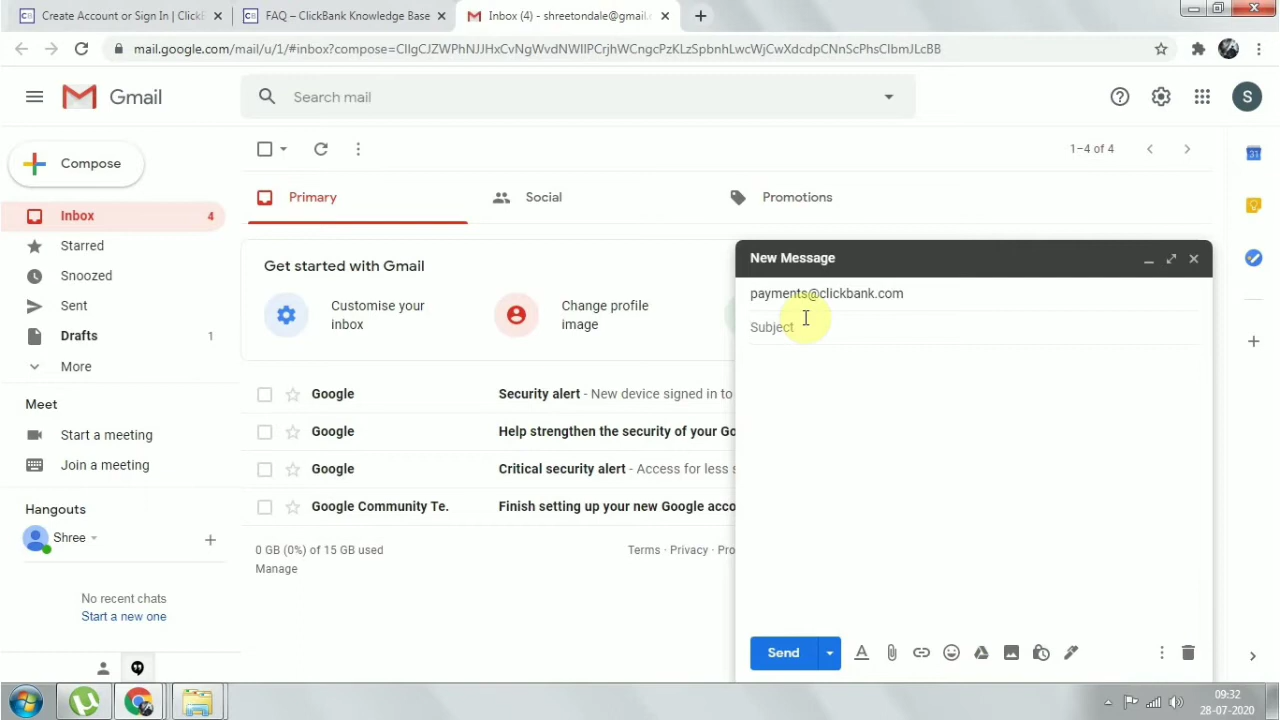 Create Account or Sign In | ClickB
FAQ – ClickBank Knowledge Base
Inbox (4) - shreetondale@gmail.
mail.google.com/mail/u/1/#inbox?compose=CllgCJZWPhNJJHxCvNgWvdNWllPCrjhWCngcPzKLzSpbnhLwcWjCwXdcdpCNnScPhsClbmJLcBB
Gmail
Search mail
S
Compose
1–4 of 4
31
Primary
Social
Promotions
Inbox 4
Starred
Snoozed
Sent
Drafts 1
More
Get started with Gmail
Customise your
inbox
Change profile
image
New Message
payments@clickbank.com
Subject
Google Security alert - New device signed in to
Google Help strengthen the security of your Go
Google Critical security alert - Access for less s
Google Community Te. Finish setting up your new Google acco
Meet
Start a meeting
Join a meeting
Hangouts
Shree
0 GB (0%) of 15 GB used
Manage
Terms · Privacy · Pro
No recent chats
Start a new one
Send
09:32
28-07-2020